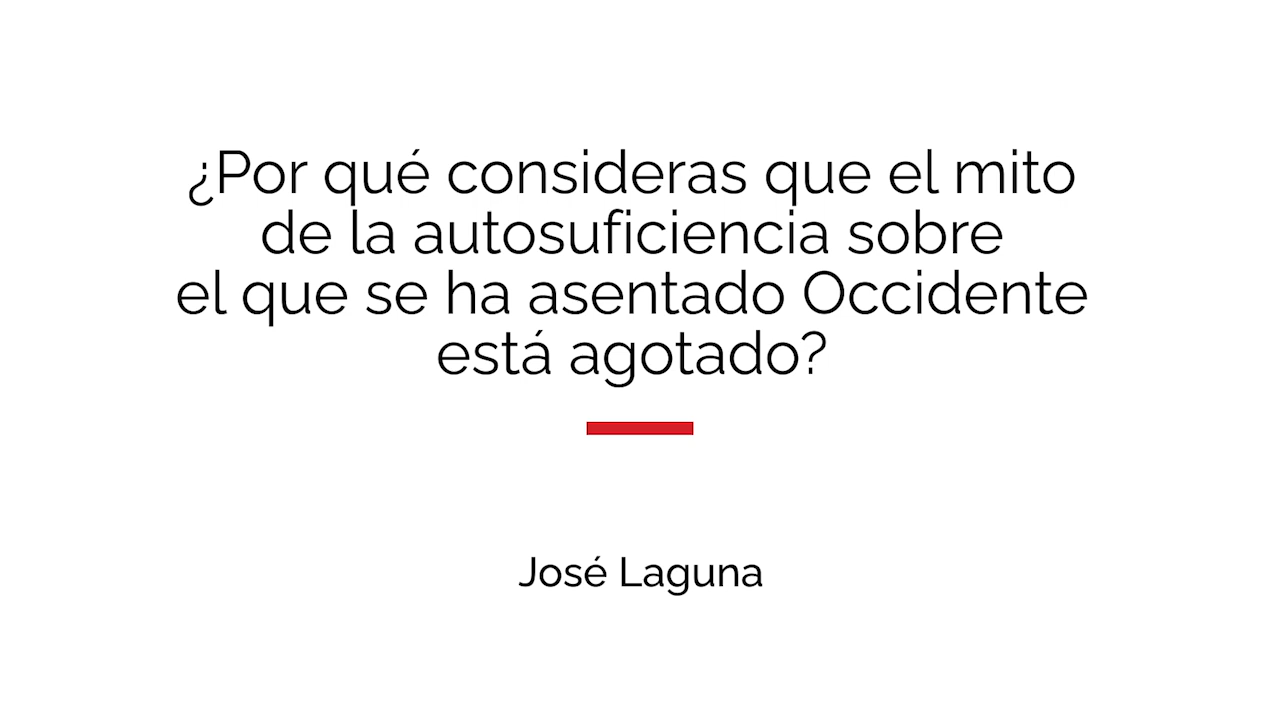 ¿Por qué consideras que el mito
de la autosuficiencia sobre
el que se ha asentado Occidente
está agotado?
José Laguna